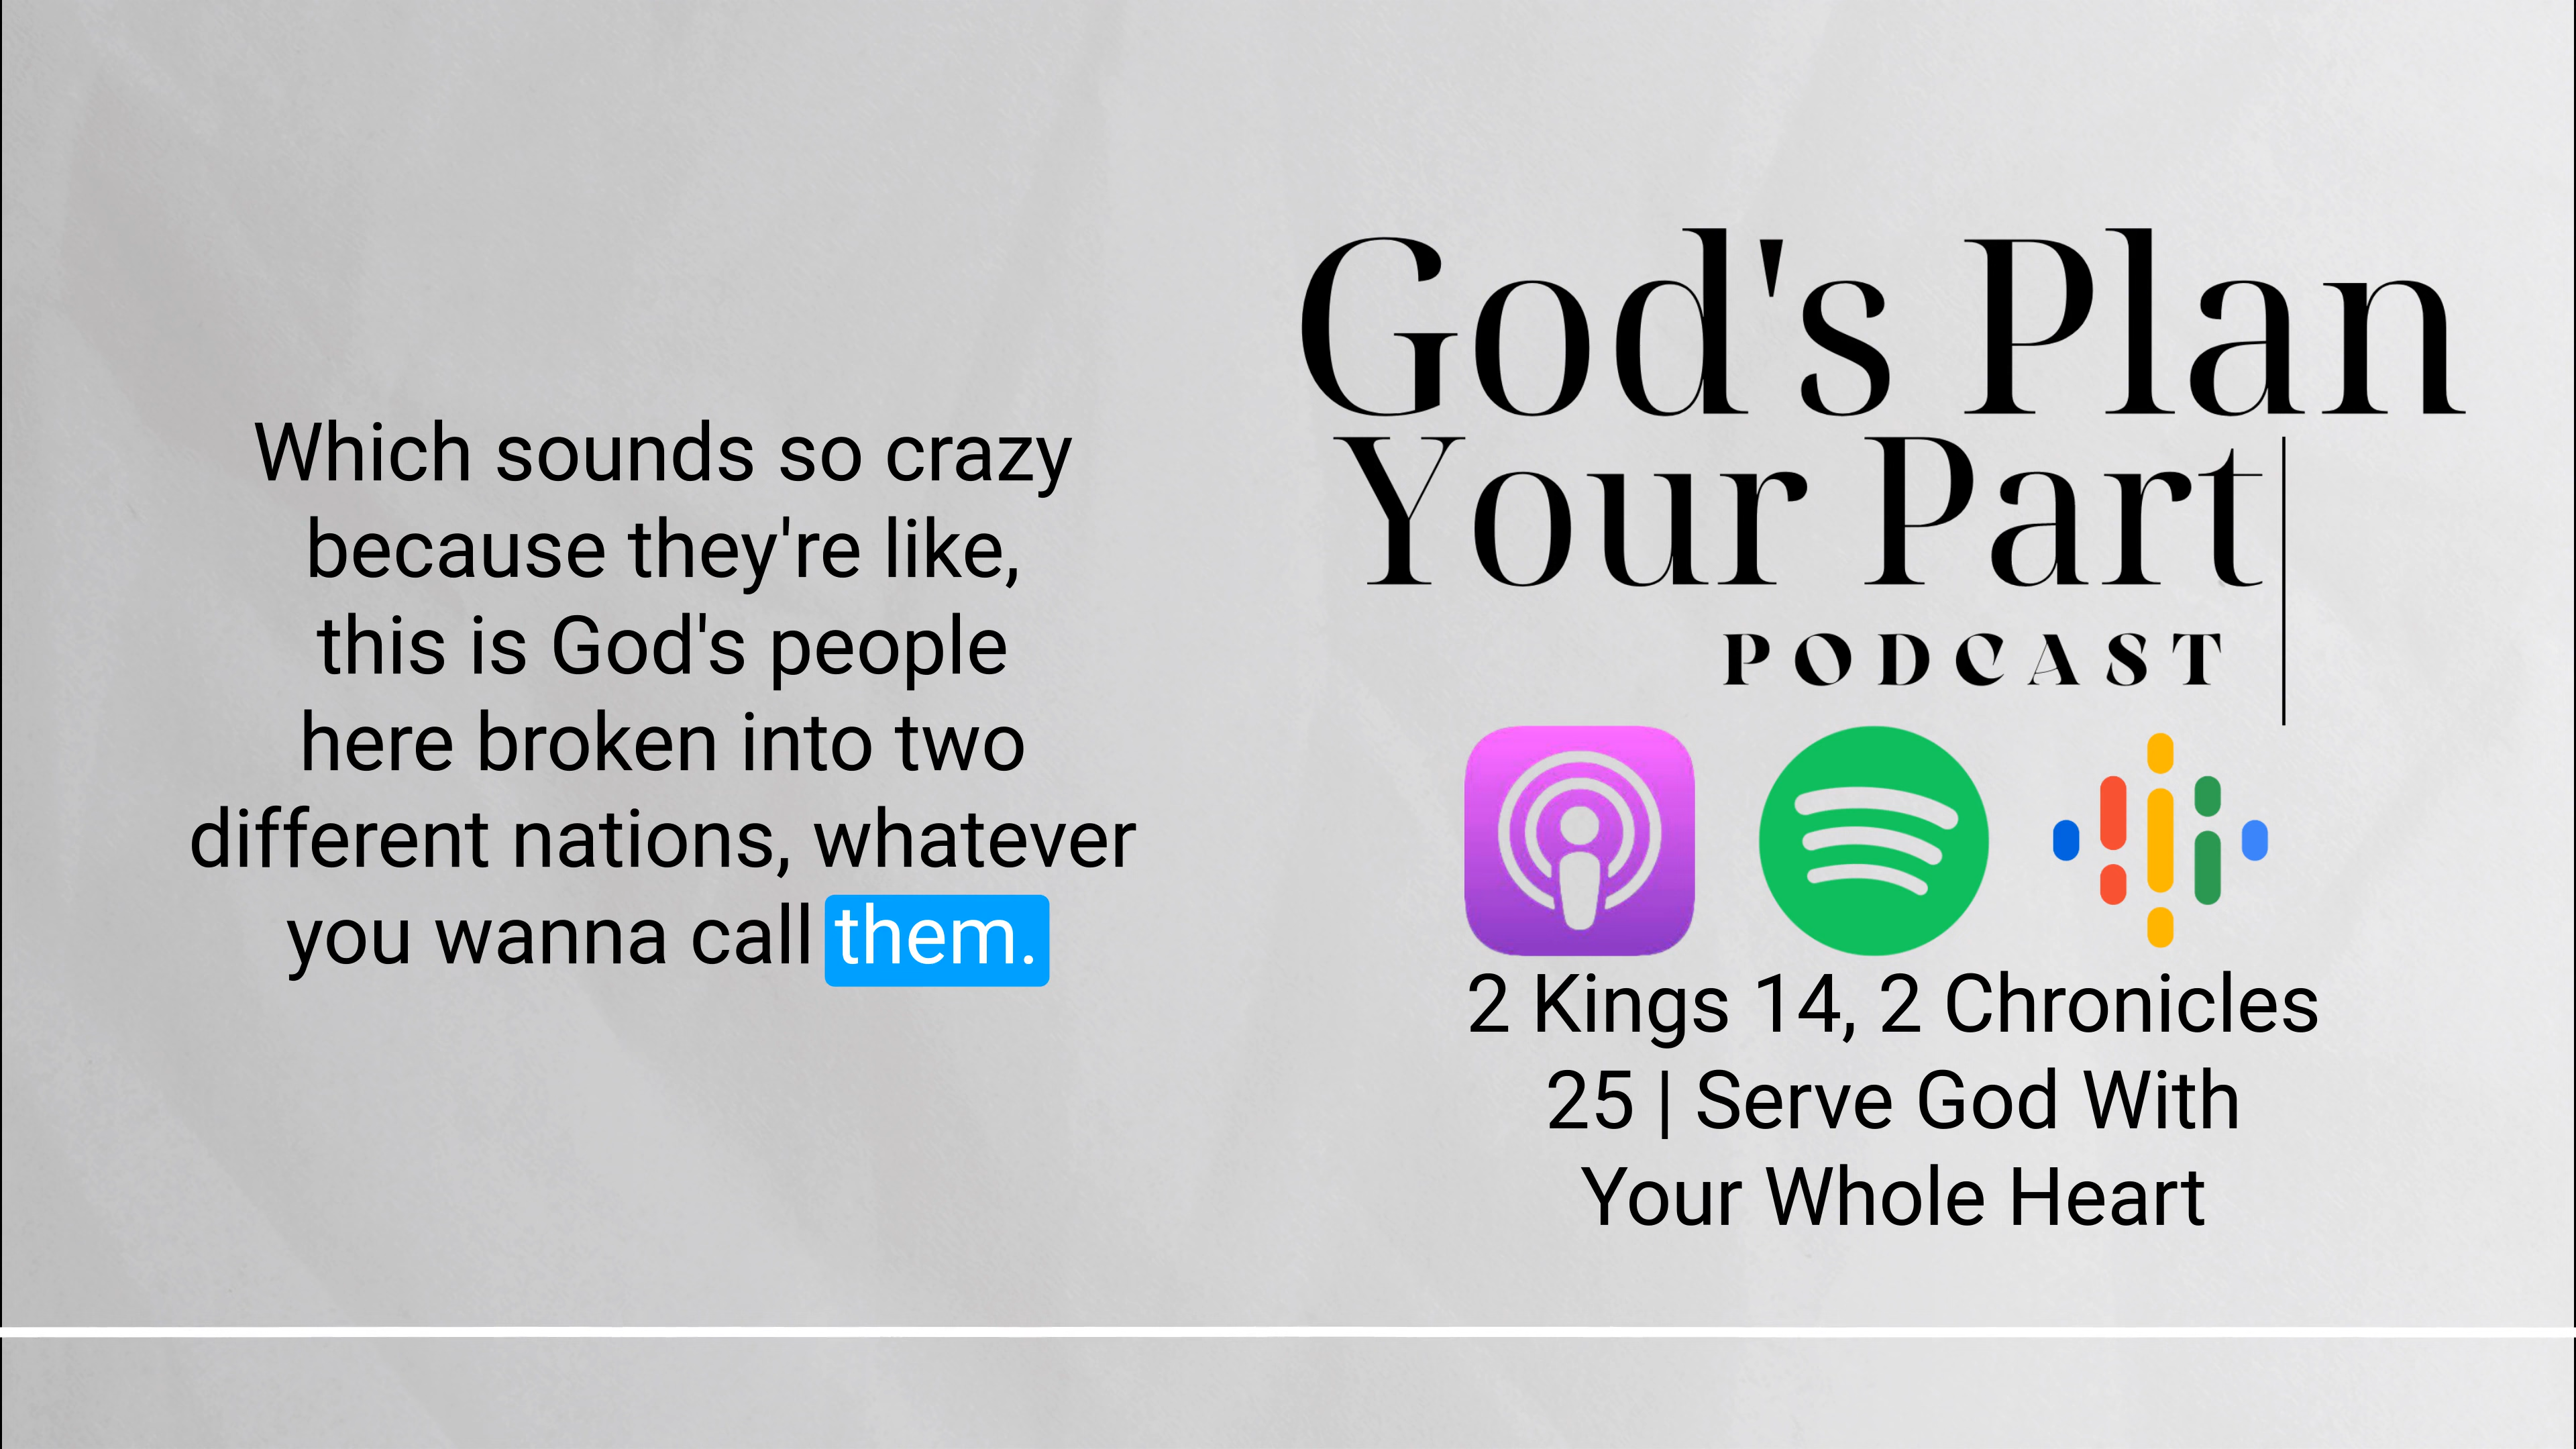 Which sounds so crazy
because they're like,
this is God's people
here broken into two
different nations, whatever
you wanna call them.
God's Plan
Your Part
PODCAST
2 Kings 14, 2 Chronicles
25 | Serve God With
Your Whole Heart